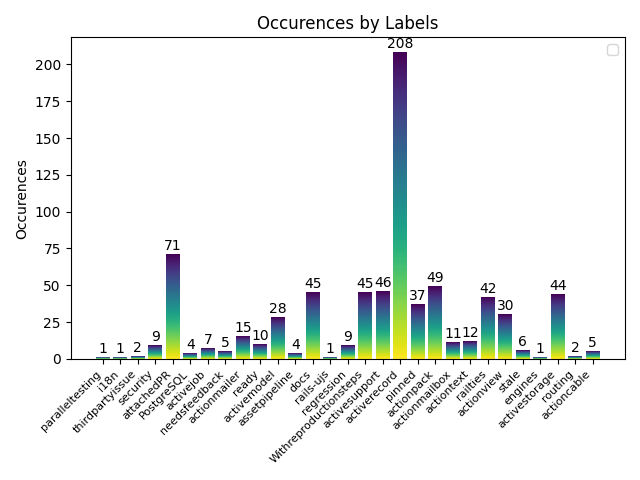 Occurences by Labels
208
200
175
150
125
100
75
50
25
0
Occurences
1
1
2
9
71
4
7
5
15
10
28
4
45
1
9
45
46
37
49
11
12
42
30
6
1
44
2
5
paralleltesting
i18n
thirdpartyissue
security
attachedPR
PostgreSQL
activejob
needsfeedback
actionmailer
ready
activemodel
assetpipeline
docs
rails-ujs
regression
Withreproductionsteps
activesupport
activerecord
pinned
actionpack
actionmailbox
actiontext
railties
actionview
stale
engines
activestorage
routing
actioncable